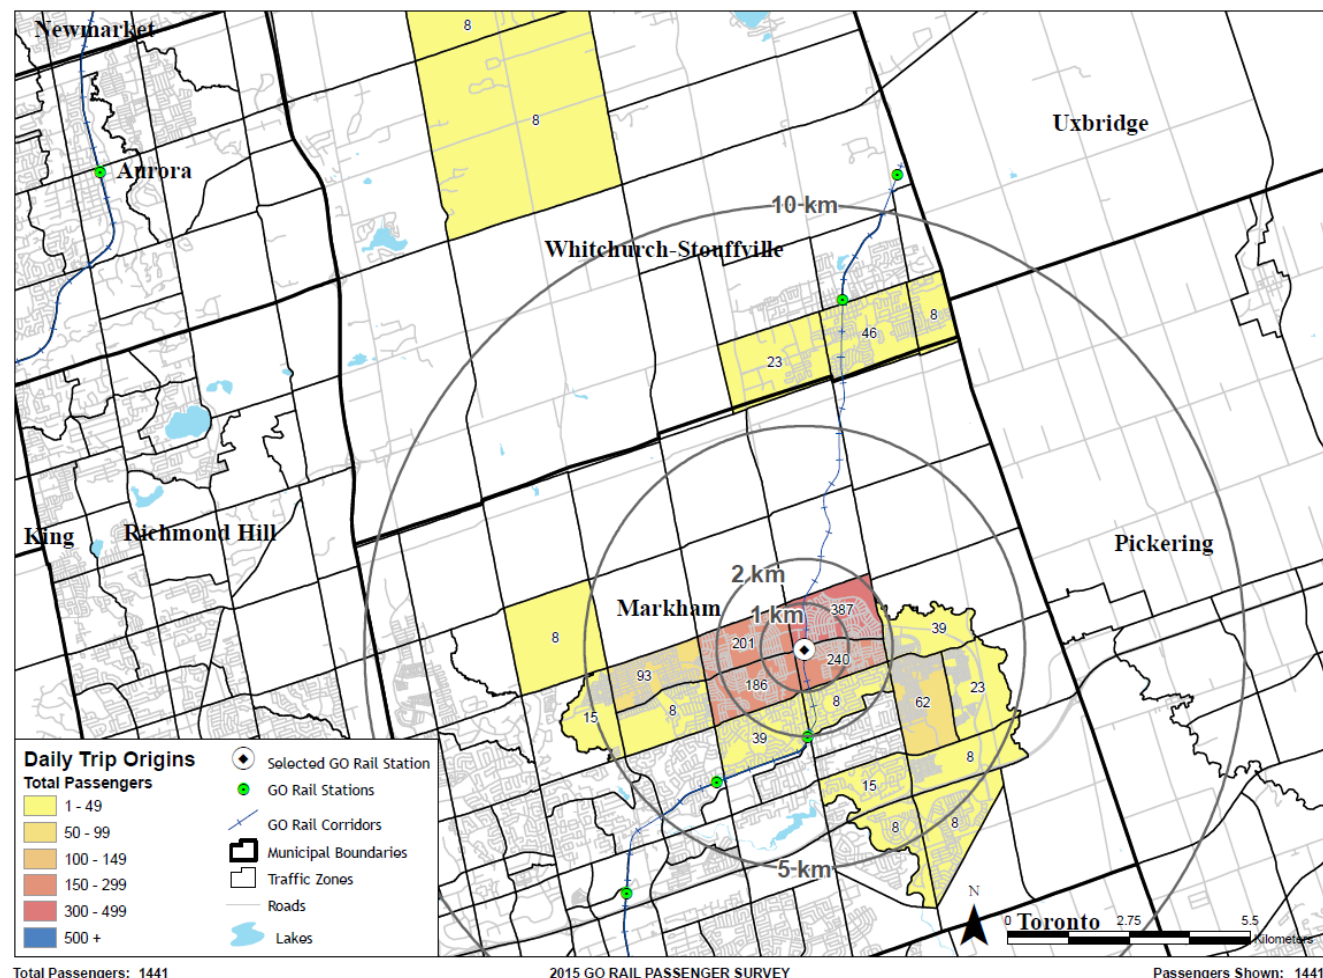 Newmarket
8
8
Uxbridge
Aurora
10 km
Whitchurch-Stouffville
8
46
23
King
Richmond Hill
Pickering
2 km
Markham
1 km
387
39
8
201
240
93
186
23
62
15
8
8
39
8
15
8
8
5 km
Daily Trip Origins
Total Passengers
1 - 49
50 - 99
100 - 149
150 - 299
300 - 499
500 +
Selected GO Rail Station
GO Rail Stations
GO Rail Corridors
Municipal Boundaries
Traffic Zones
Roads
Lakes
N
Toronto
0 2.75 5.5
Kilometers
Total Passengers: 1441
2015 GO RAIL PASSENGER SURVEY
Passengers Shown: 1441